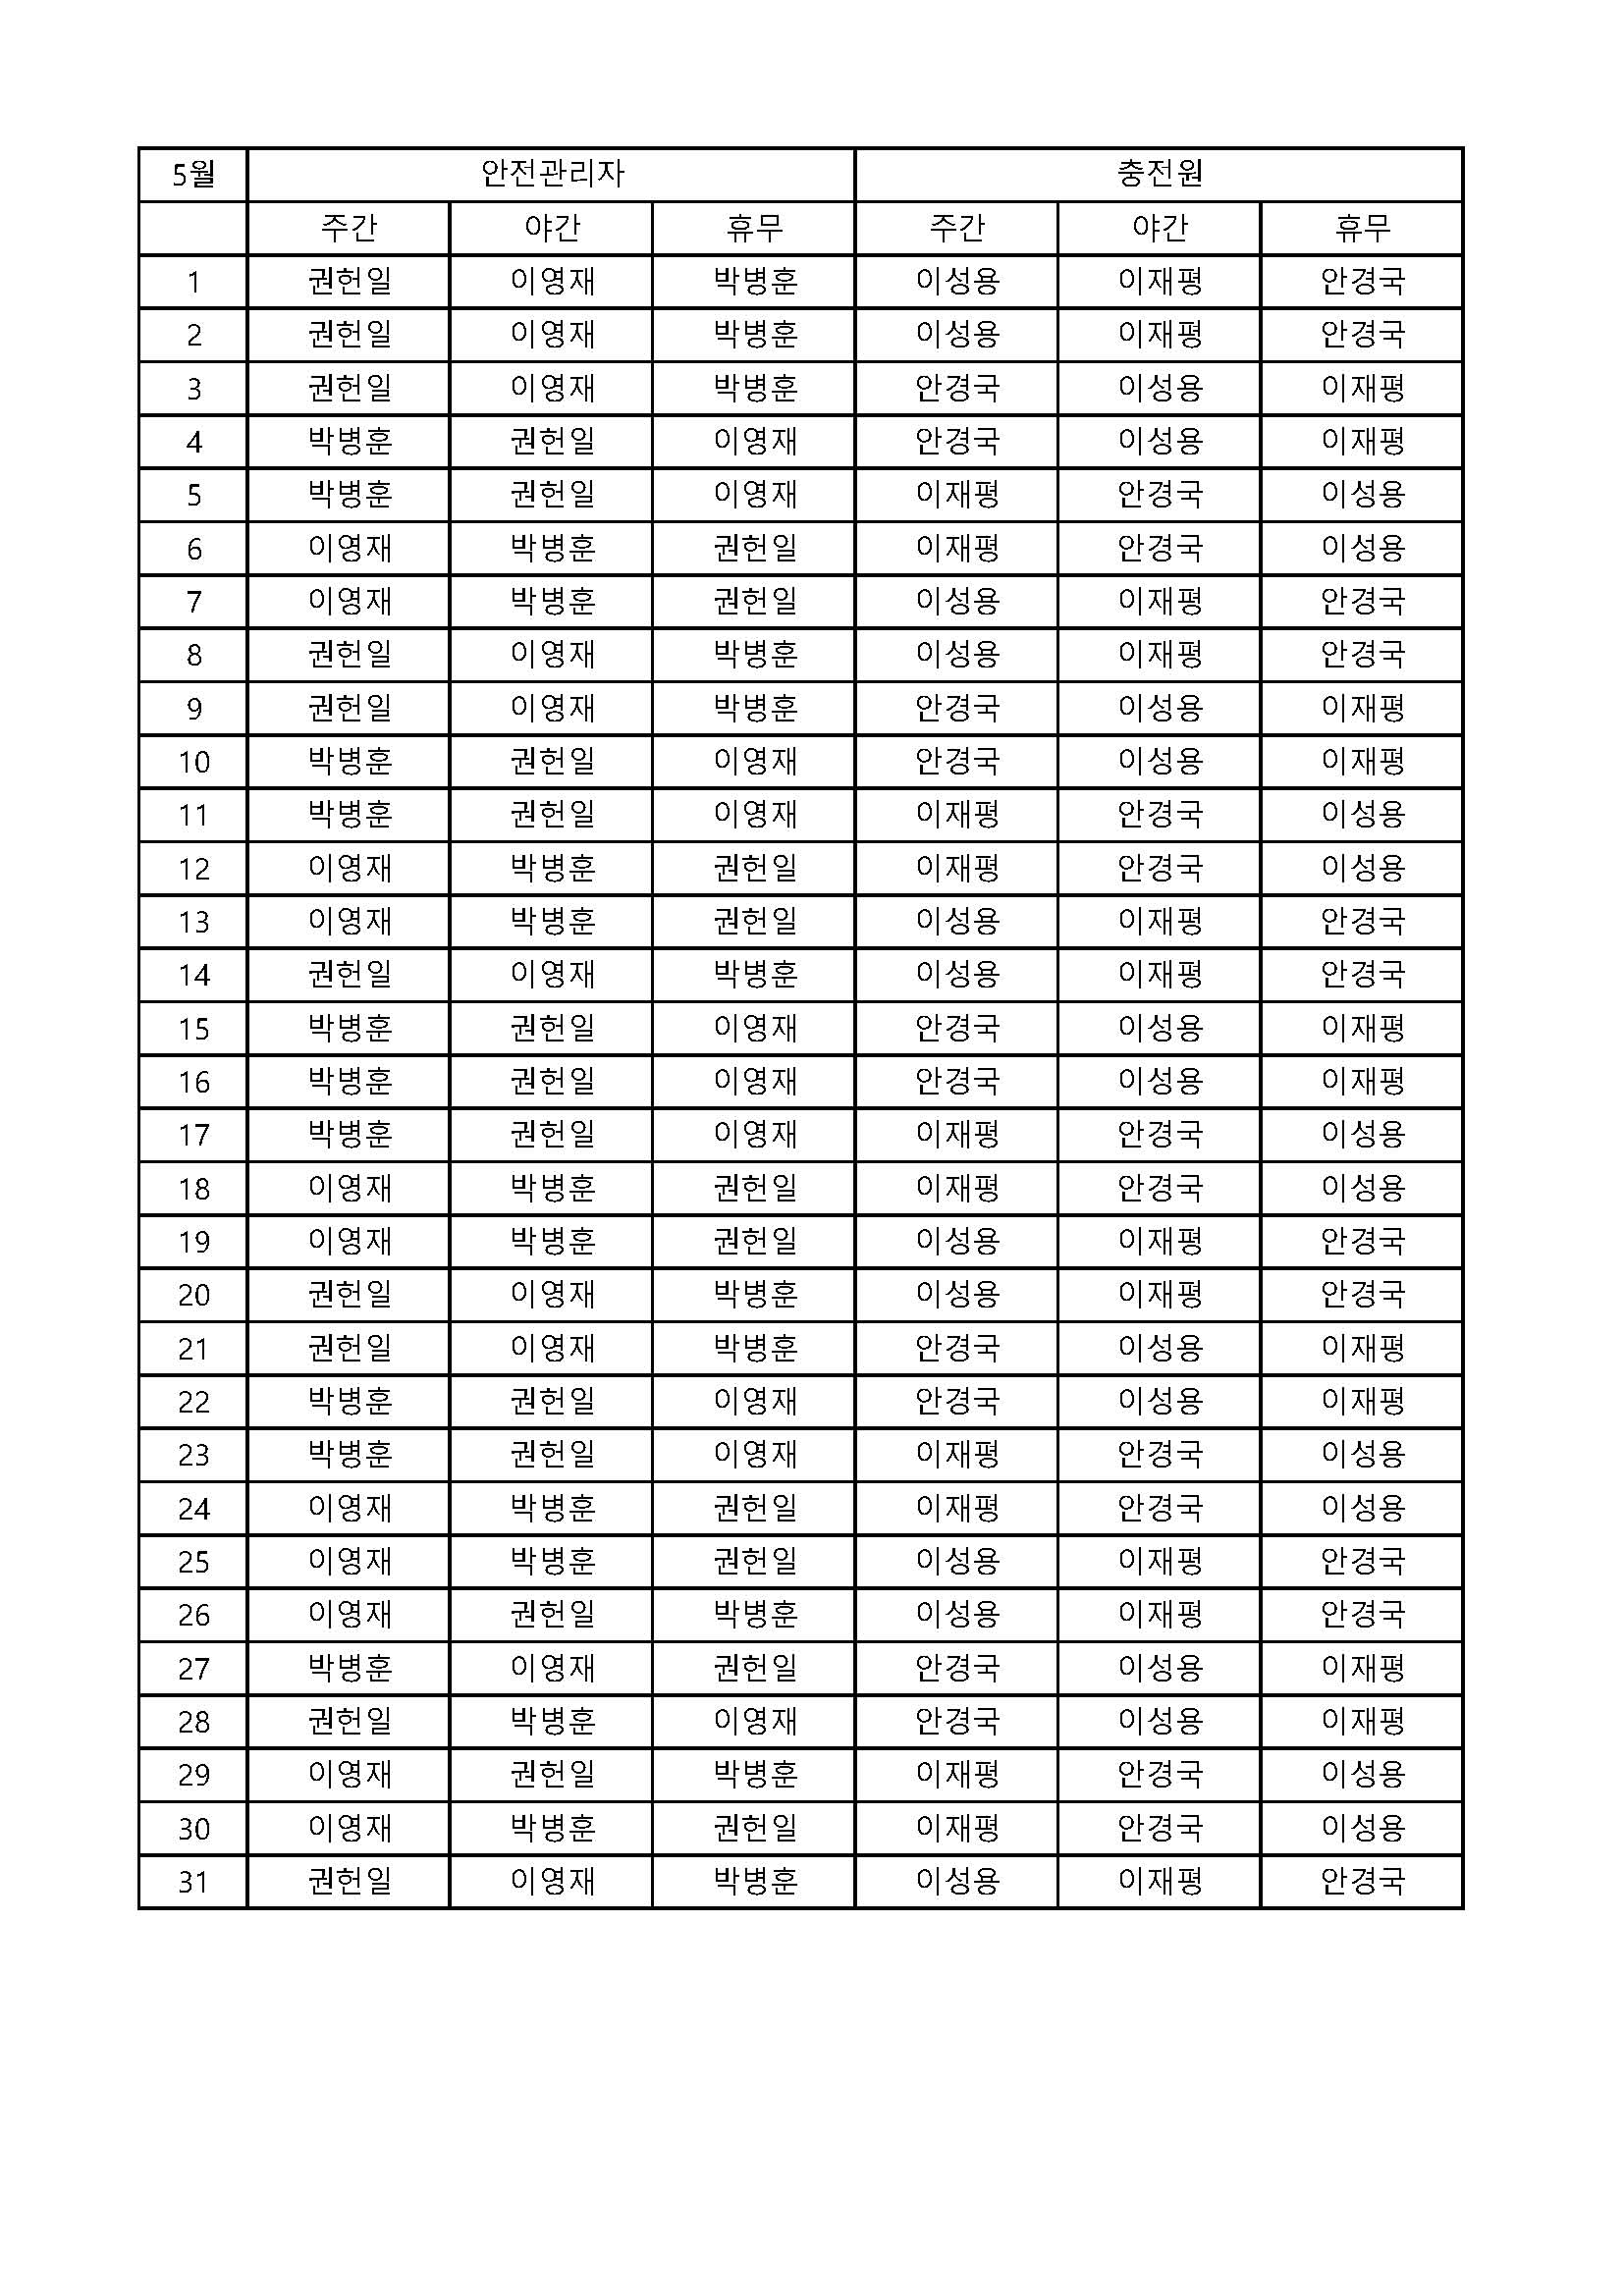 5월 안전관리자 충전원
주간 야간 휴무 주간 야간 휴무
1 권헌일 이영재 박병훈 이성용 이재평 안경국
2 권헌일 이영재 박병훈 이성용 이재평 안경국
3 권헌일 이영재 박병훈 안경국 이성용 이재평
4 박병훈 권헌일 이영재 안경국 이성용 이재평
5 박병훈 권헌일 이영재 이재평 안경국 이성용
6 이영재 박병훈 권헌일 이재평 안경국 이성용
7 이영재 박병훈 권헌일 이성용 이재평 안경국
8 권헌일 이영재 박병훈 이성용 이재평 안경국
9 권헌일 이영재 박병훈 안경국 이성용 이재평
10 박병훈 권헌일 이영재 안경국 이성용 이재평
11 박병훈 권헌일 이영재 이재평 안경국 이성용
12 이영재 박병훈 권헌일 이재평 안경국 이성용
13 이영재 박병훈 권헌일 이성용 이재평 안경국
14 권헌일 이영재 박병훈 이성용 이재평 안경국
15 박병훈 권헌일 이영재 안경국 이성용 이재평
16 박병훈 권헌일 이영재 안경국 이성용 이재평
17 박병훈 권헌일 이영재 이재평 안경국 이성용
18 이영재 박병훈 권헌일 이재평 안경국 이성용
19 이영재 박병훈 권헌일 이성용 이재평 안경국
20 권헌일 이영재 박병훈 이성용 이재평 안경국
21 권헌일 이영재 박병훈 안경국 이성용 이재평
22 박병훈 권헌일 이영재 안경국 이성용 이재평
23 박병훈 권헌일 이영재 이재평 안경국 이성용
24 이영재 박병훈 권헌일 이재평 안경국 이성용
25 이영재 박병훈 권헌일 이성용 이재평 안경국
26 이영재 권헌일 박병훈 이성용 이재평 안경국
27 박병훈 이영재 권헌일 안경국 이성용 이재평
28 권헌일 박병훈 이영재 안경국 이성용 이재평
29 이영재 권헌일 박병훈 이재평 안경국 이성용
30 이영재 박병훈 권헌일 이재평 안경국 이성용
31 권헌일 이영재 박병훈 이성용 이재평 안경국